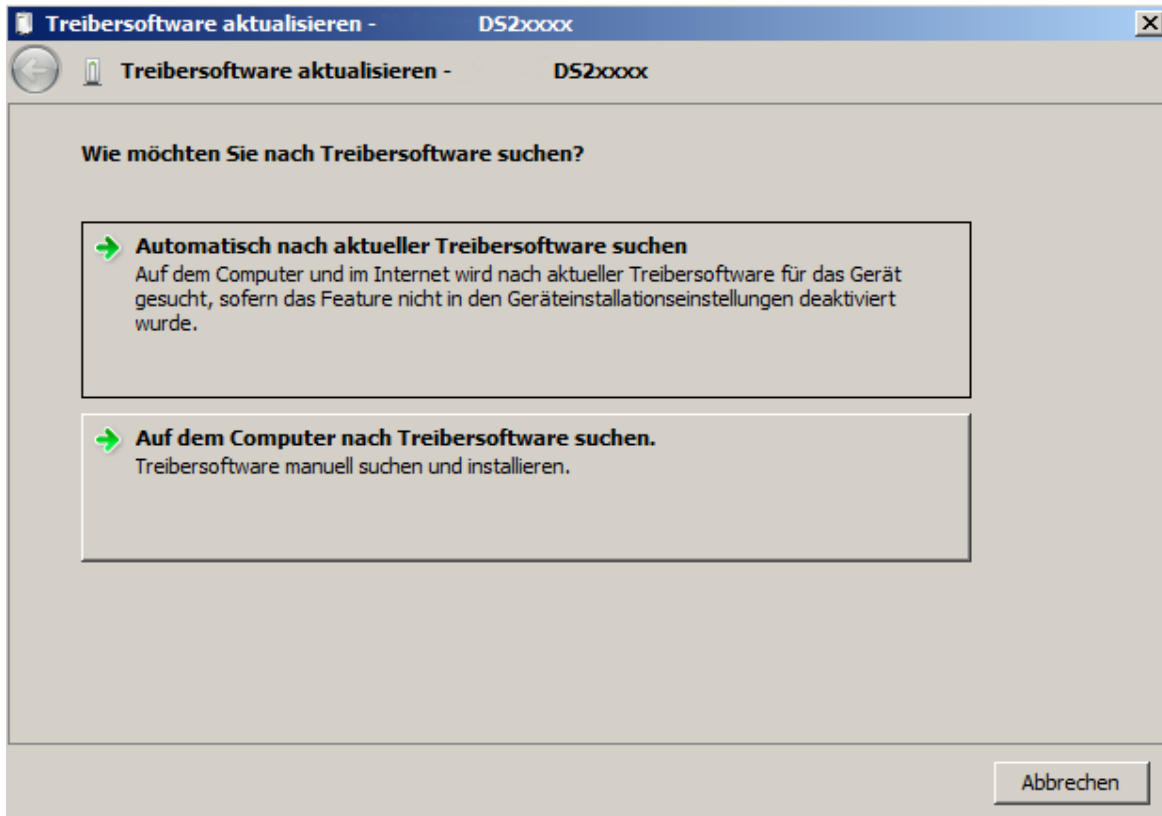 Treibersoftware aktualisieren - DS2xxxx
Treibersoftware aktualisieren - DS2xxxx
Wie möchten Sie nach Treibersoftware suchen?
Automatisch nach aktueller Treibersoftware suchen
Auf dem Computer und im Internet wird nach aktueller Treibersoftware für das Gerät
gesucht, sofern das Feature nicht in den Geräteinstallationseinstellungen deaktiviert
wurde.
Auf dem Computer nach Treibersoftware suchen.
Treibersoftware manuell suchen und installieren.
Abbrechen